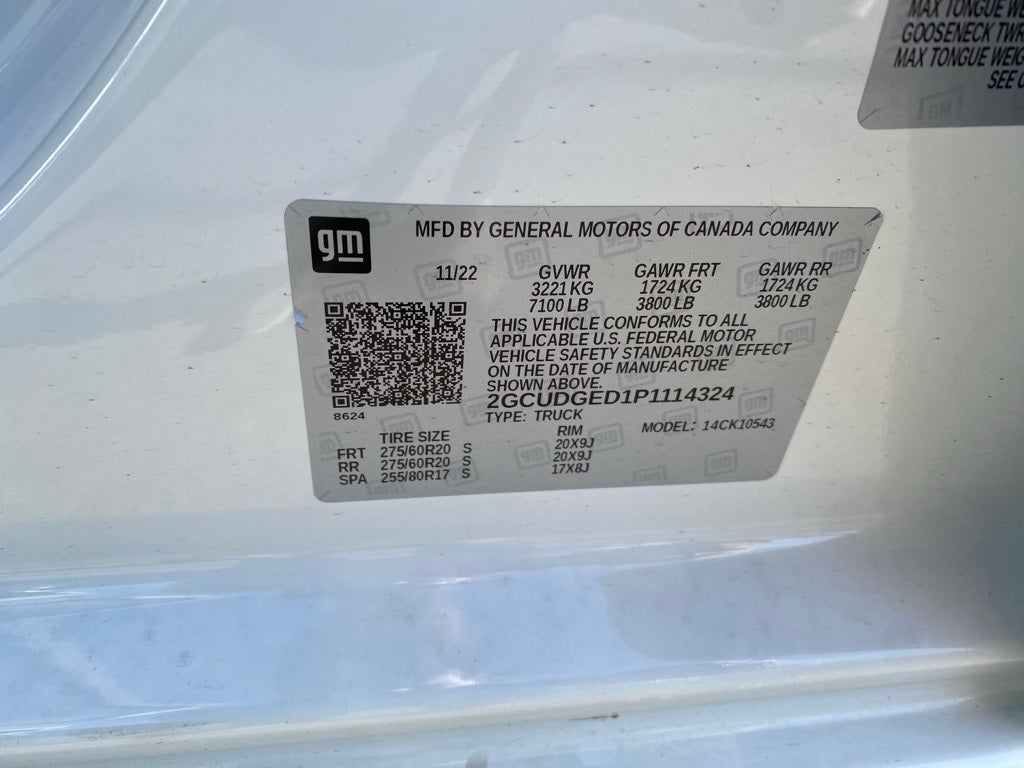 MAX TONGUE
GOOSENECK
MAX TONGUE
SEE
gm
MFD BY GENERAL MOTORS OF CANADA COMPANY
11/22 GVWR GAWR FRT GAWR RR
3221 KG 1724 KG 1724 KG
7100 LB 3800 LB 3800 LB
THIS VEHICLE CONFORMS TO ALL
APPLICABLE U.S. FEDERAL MOTOR
VEHICLE SAFETY STANDARDS IN EFFECT
ON THE DATE OF MANUFACTURE
SHOWN ABOVE.
2GCUDGED1P1114324
8624
TYPE: TRUCK
MODEL: 14CK10543
TIRE SIZE RIM
FRT 275/60R20 S 20X9J
RR 275/60R20 S 20X9J
SPA 255/80R17 S 17X8J